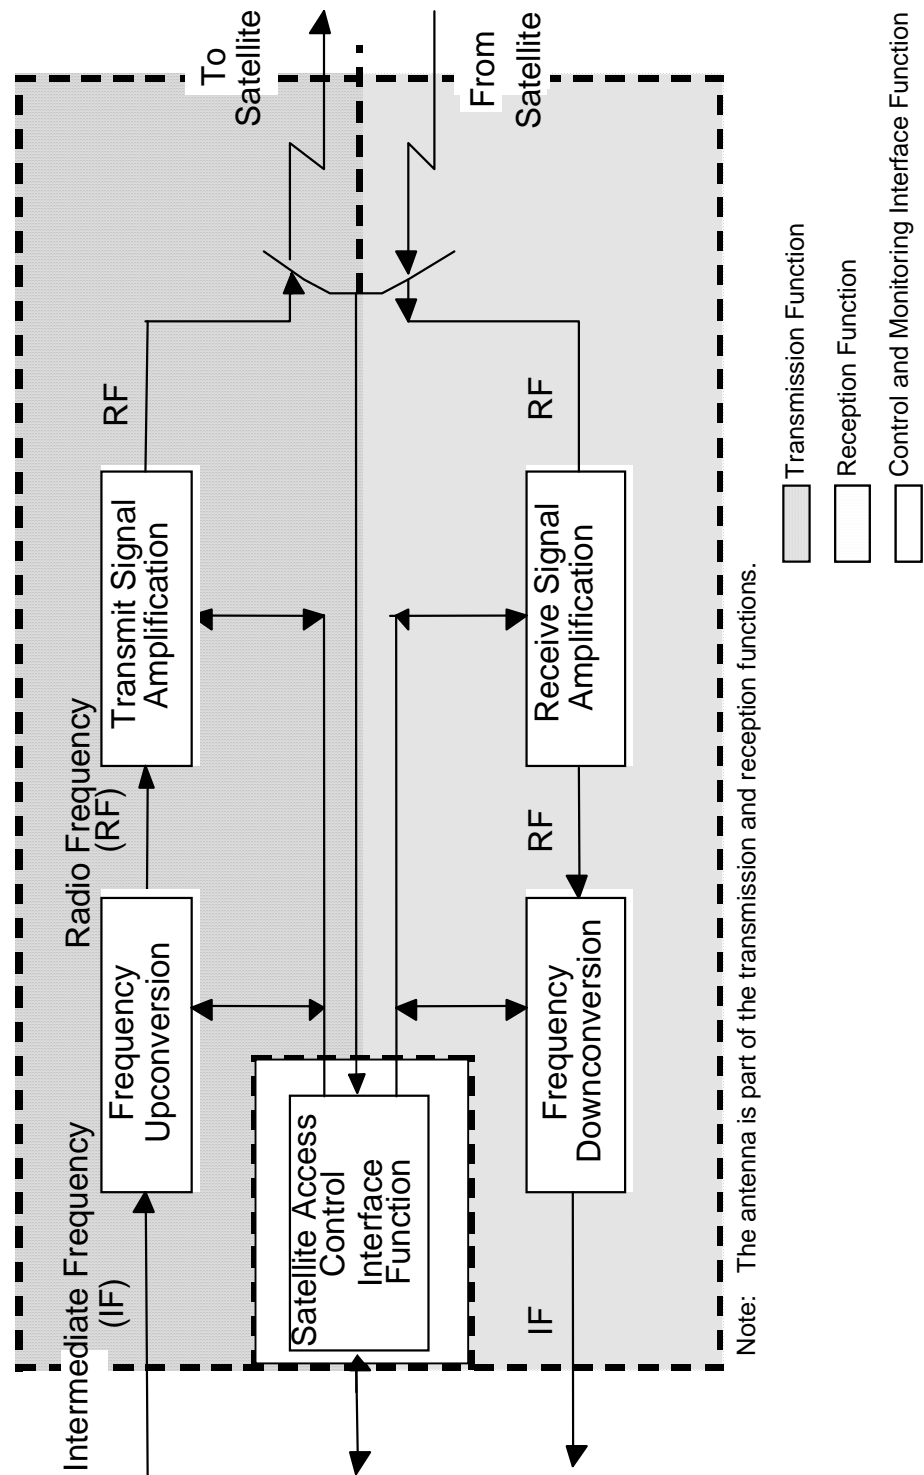 Intermediate Frequency
(IF)
Frequency
Upconversion
Radio Frequency
(RF)
Transmit Signal
Amplification
RF
To
Satellite
Satellite Access
Control
Interface
Function
From
Satellite
IF
Frequency
Downconversion
RF
Receive Signal
Amplification
RF
Note: The antenna is part of the transmission and reception functions.
Transmission Function
Reception Function
Control and Monitoring Interface Function